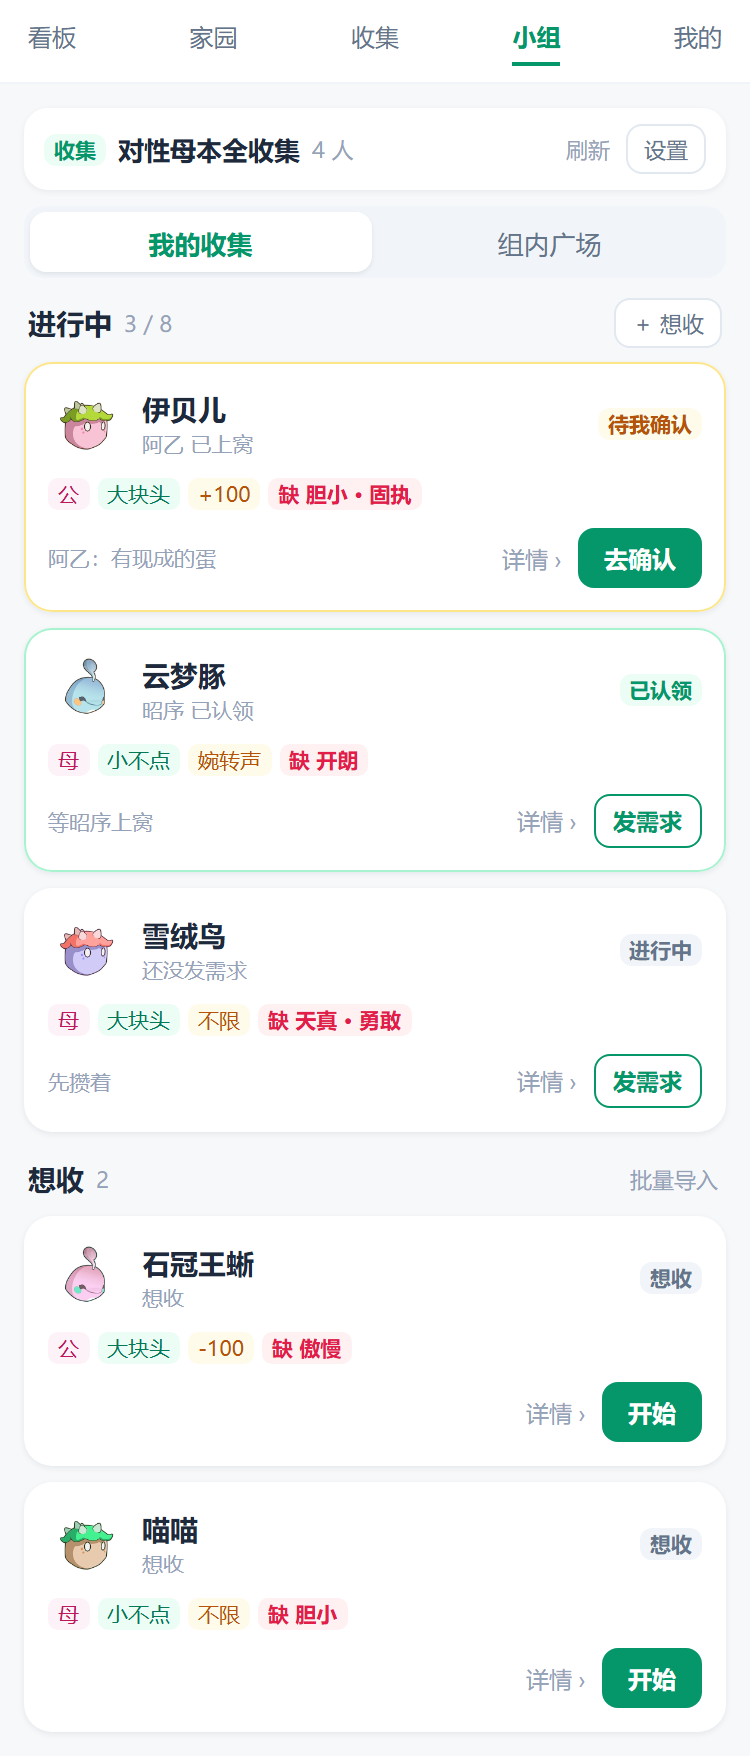 看板 家园 收集 小组 我的
收集 对性母本全收集 4 人 刷新 设置
我的收集 组内广场
进行中 3 / 8 + 想收
伊贝儿
阿乙 已上窝
待我确认
公 大块头 +100 缺 胆小 • 固执
阿乙：有现成的蛋 详情 › 去确认
云梦豚
昭序 已认领
已认领
母 小不点 婉转声 缺 开朗
等昭序上窝 详情 › 发需求
雪绒鸟
还没发需求
进行中
母 大块头 不限 缺 天真 • 勇敢
先攒着 详情 › 发需求
想收 2 批量导入
石冠王蜥
想收
想收
公 大块头 -100 缺 傲慢
详情 › 开始
喵喵
想收
想收
母 小不点 不限 缺 胆小
详情 › 开始